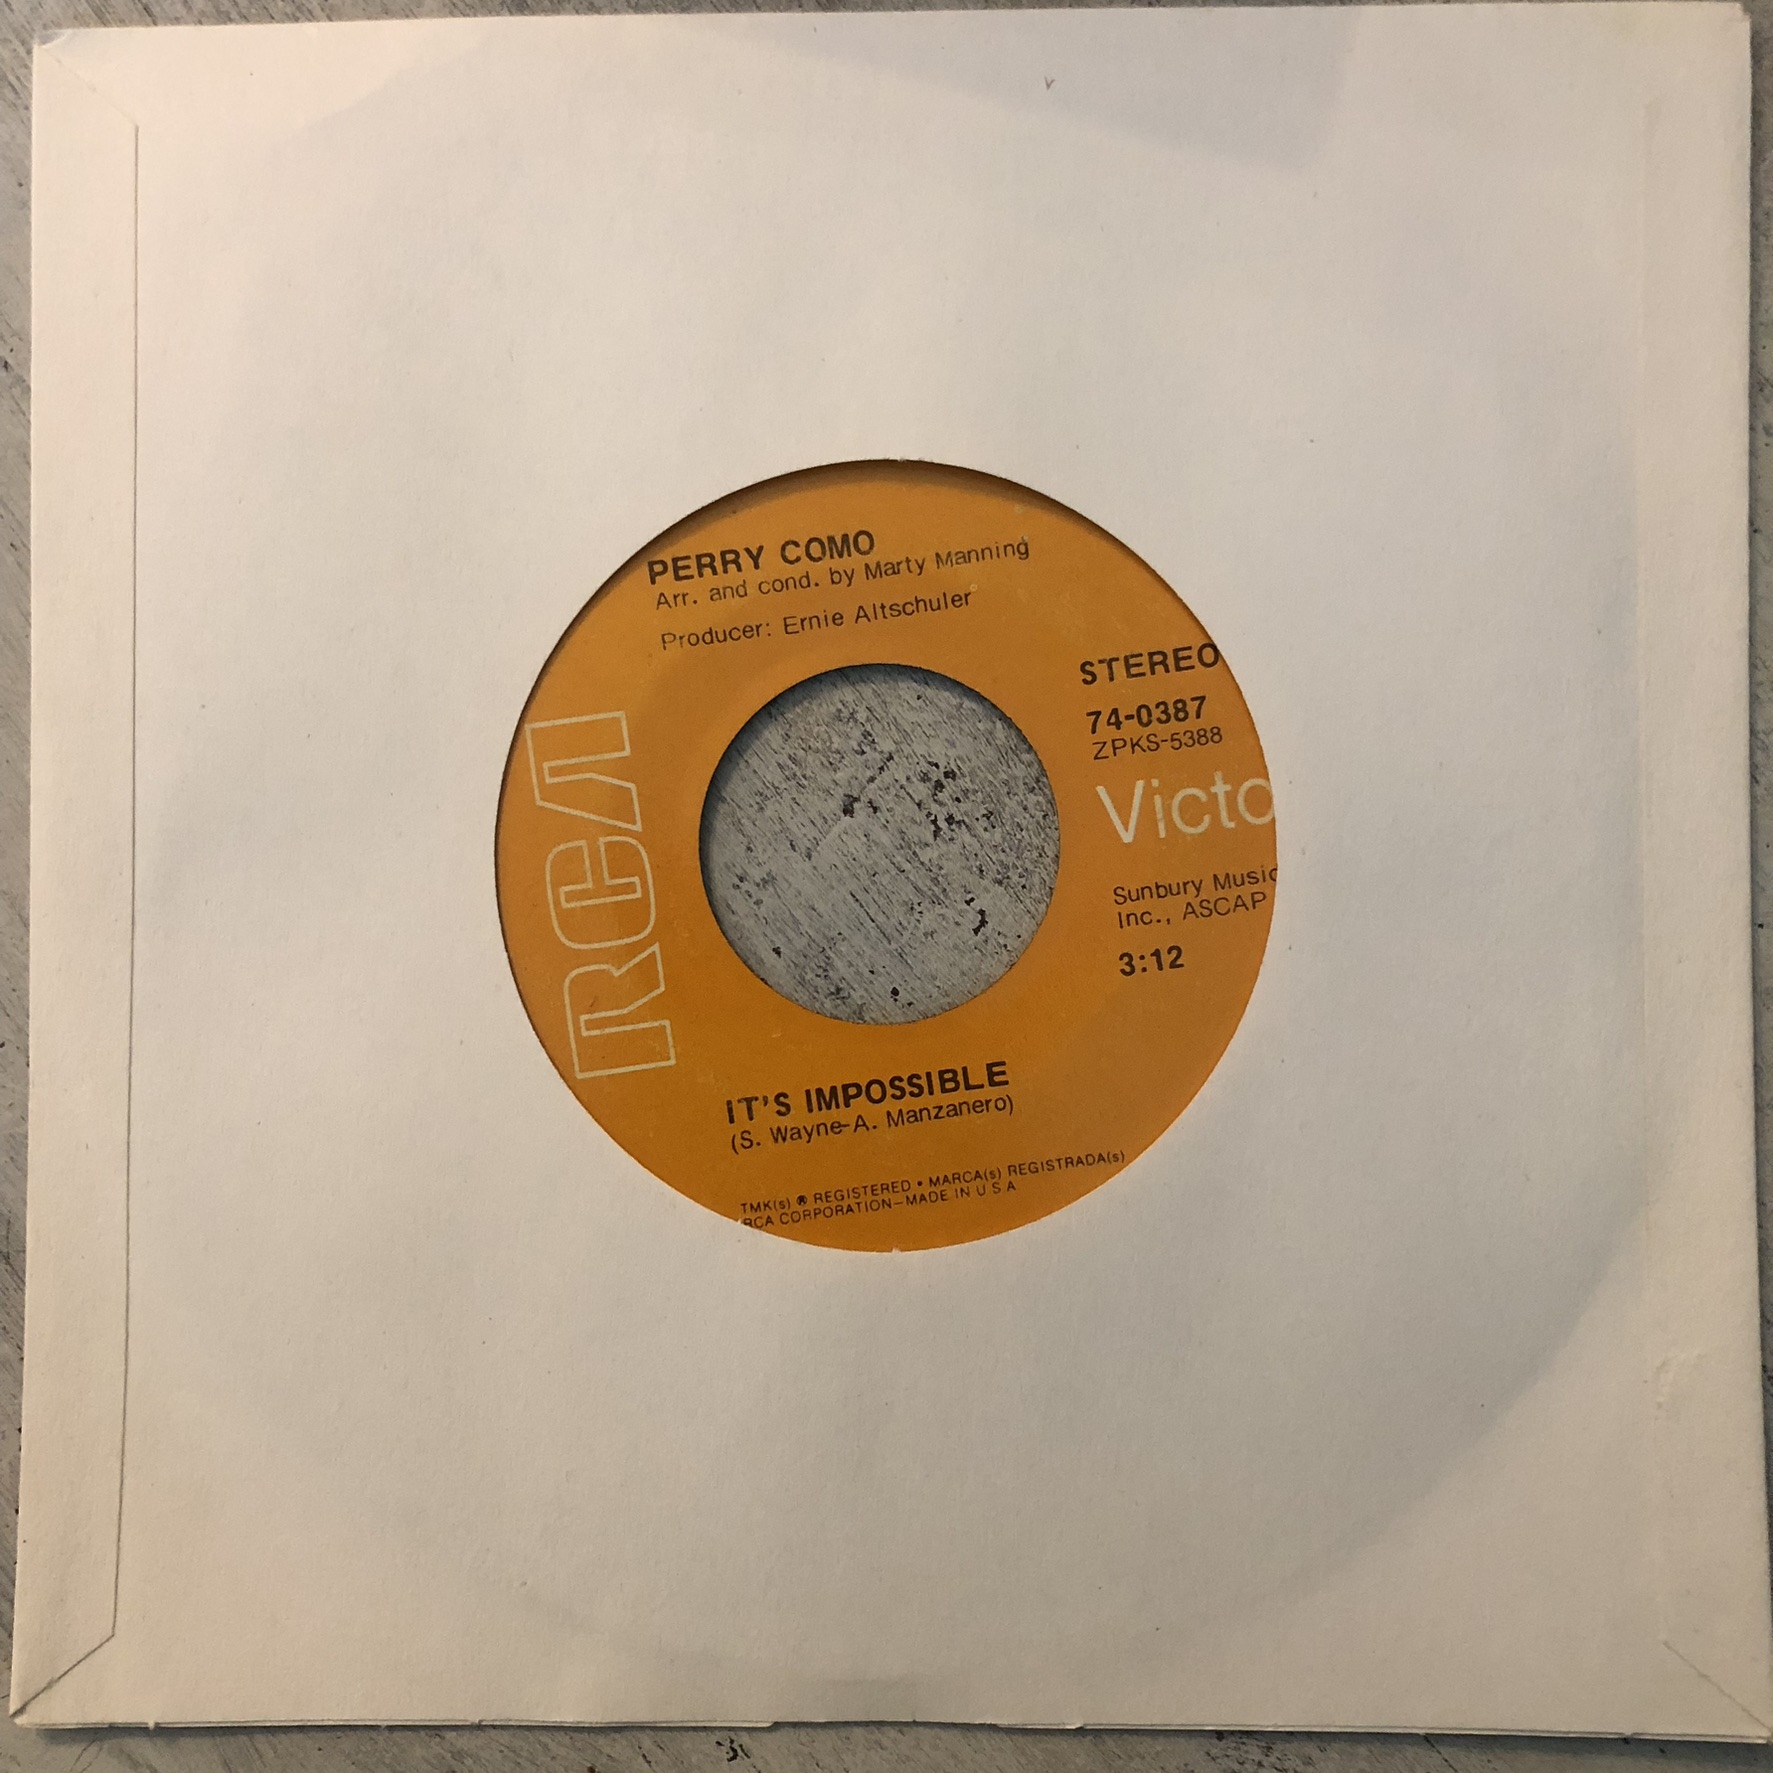 PERRY COMO
Arr. and cond. by Marty Manning
Producer: Ernie Altschuler
RCA
STEREO
74-0387
ZPKS-5388
Victo
Sunbury Music
Inc., ASCAP
3:12
IT'S IMPOSSIBLE
(S. Wayne-A. Manzanero)
TMK(s) ® REGISTERED • MARCA(s) REGISTRADA(s)
RCA CORPORATION—MADE IN U.S.A